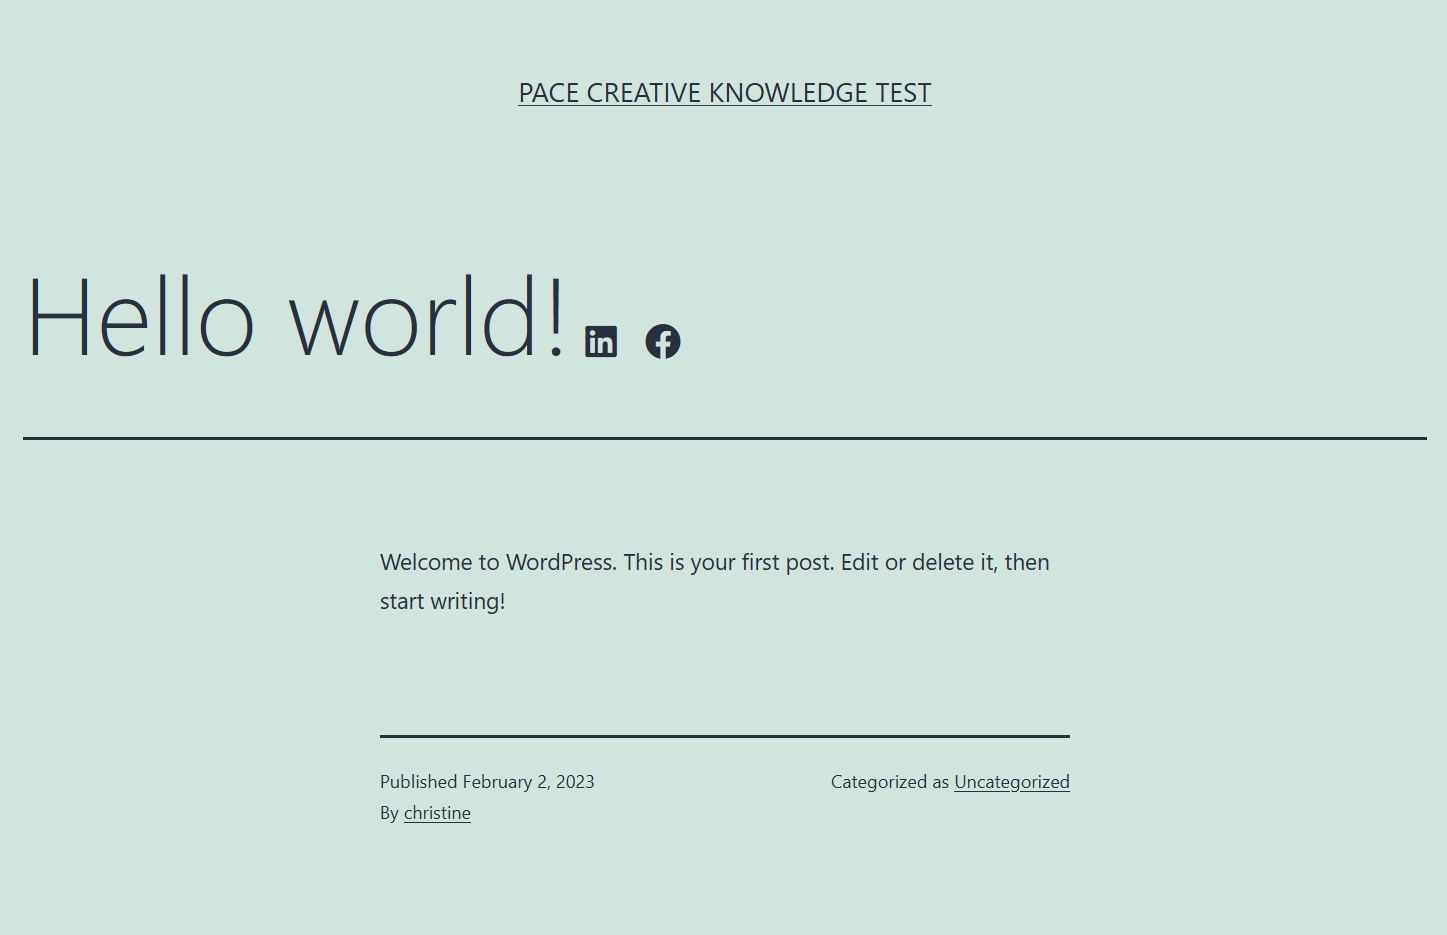 PACE CREATIVE KNOWLEDGE TEST
Hello world!
Welcome to WordPress. This is your first post. Edit or delete it, then
start writing!
Published February 2, 2023
Categorized as Uncategorized
By christine